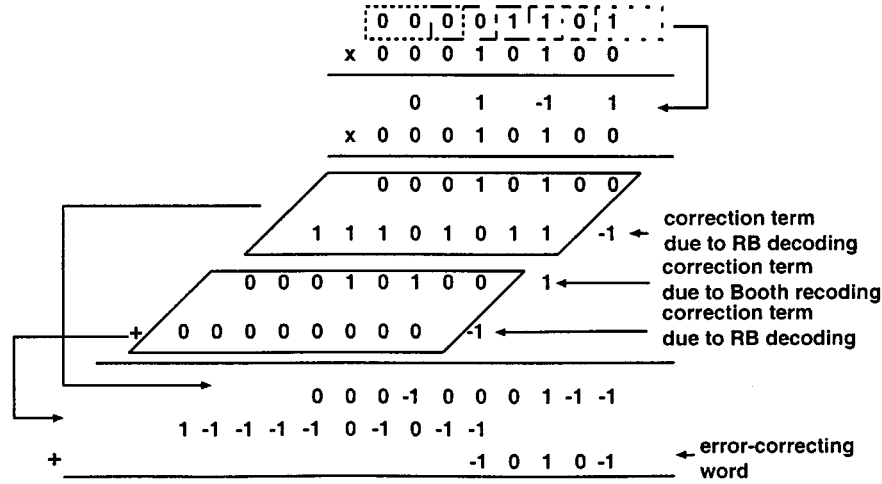 0 0 0 0 1 1 0 1
x 0 0 0 1 0 1 0 0
0 1 -1 1
x 0 0 0 1 0 1 0 0
0 0 0 1 0 1 0 0
1 1 1 0 1 0 1 1 -1
correction term
due to RB decoding
0 0 0 1 0 1 0 0 1
correction term
due to Booth recoding
+ 0 0 0 0 0 0 0 0 -1
correction term
due to RB decoding
0 0 0 -1 0 0 0 1 -1 -1
1 -1 -1 -1 -1 0 -1 0 -1 -1
+ -1 0 1 0 -1
error-correcting
word